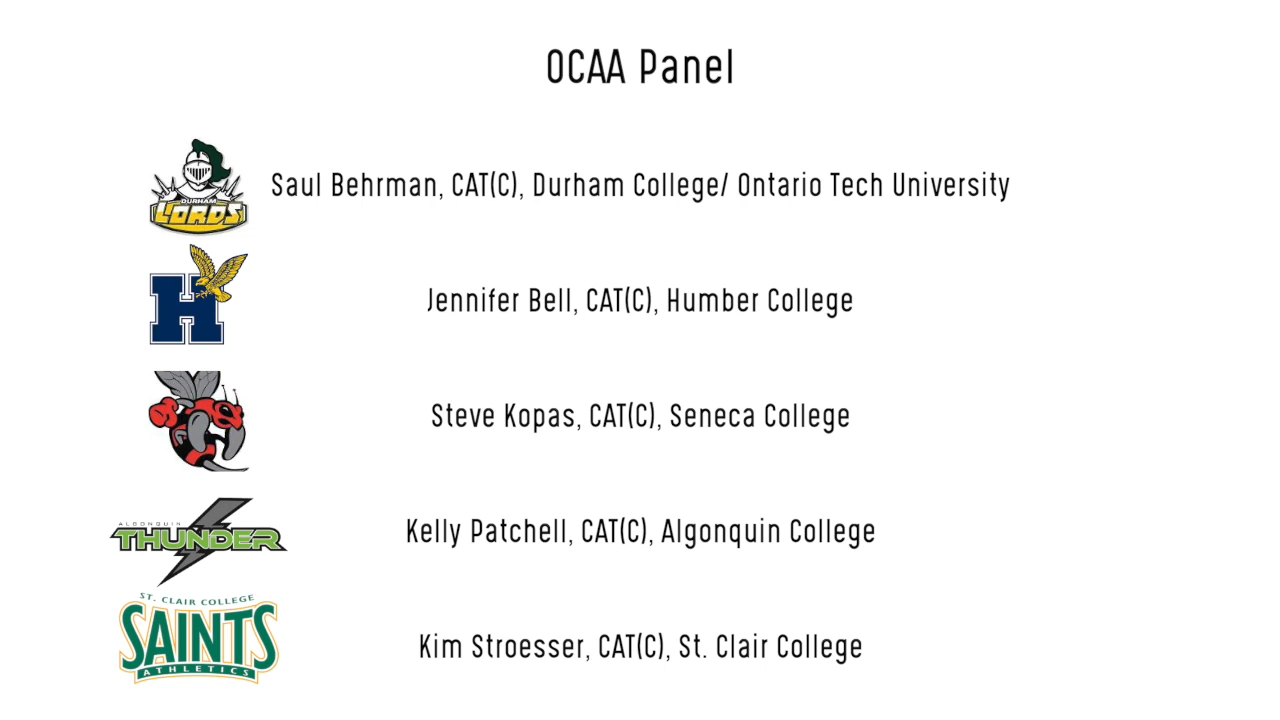 OCAA Panel
DURHAM
LORDS
Saul Behrman, CAT(C), Durham College/ Ontario Tech University
H
Jennifer Bell, CAT(C), Humber College
Steve Kopas, CAT(C), Seneca College
ALGONQUIN
THUNDER
Kelly Patchell, CAT(C), Algonquin College
ST. CLAIR COLLEGE
SAINTS
ATHLETICS
Kim Stroesser, CAT(C), St. Clair College